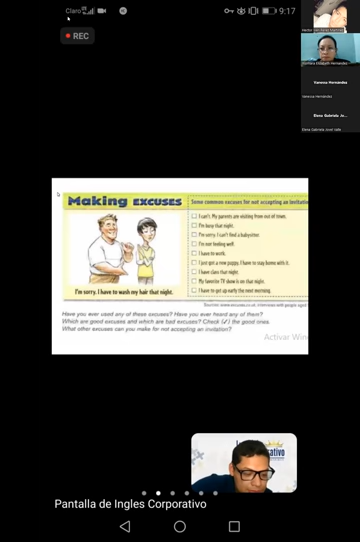 Claro
9:17
REC
Making EXCUSES
Some common excuses for not accepting an invitation
I can't. My parents are visiting from out of town.
I'm busy that night.
I'm sorry. I can't find a babysitter.
I'm not feeling well.
I have to work.
I just got a new puppy. I have to stay home with it.
I have class that night.
My favorite TV show is on that night.
I have to get up early the next morning.
I'm sorry. I have to wash my hair that night.
Have you ever used any of these excuses? Have you ever heard any of them?
Which are good excuses and which are bad excuses? Check (✓) the good ones.
What other excuses can you make for not accepting an invitation?
Activar Win
Vanessa Hernández
Vanessa Hernández
Elena Gabriela Jo...
Pantalla de Ingles Corporativo